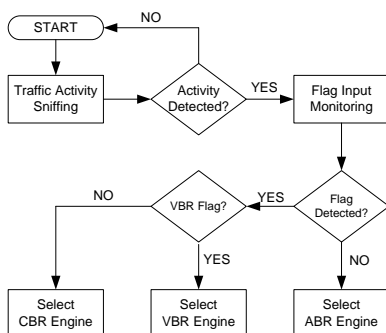 NO
START
Traffic Activity
Sniffing
Activity
Detected?
YES
Flag Input
Monitoring
NO
VBR Flag?
YES
Flag
Detected?
YES
NO
Select
CBR Engine
Select
VBR Engine
Select
ABR Engine